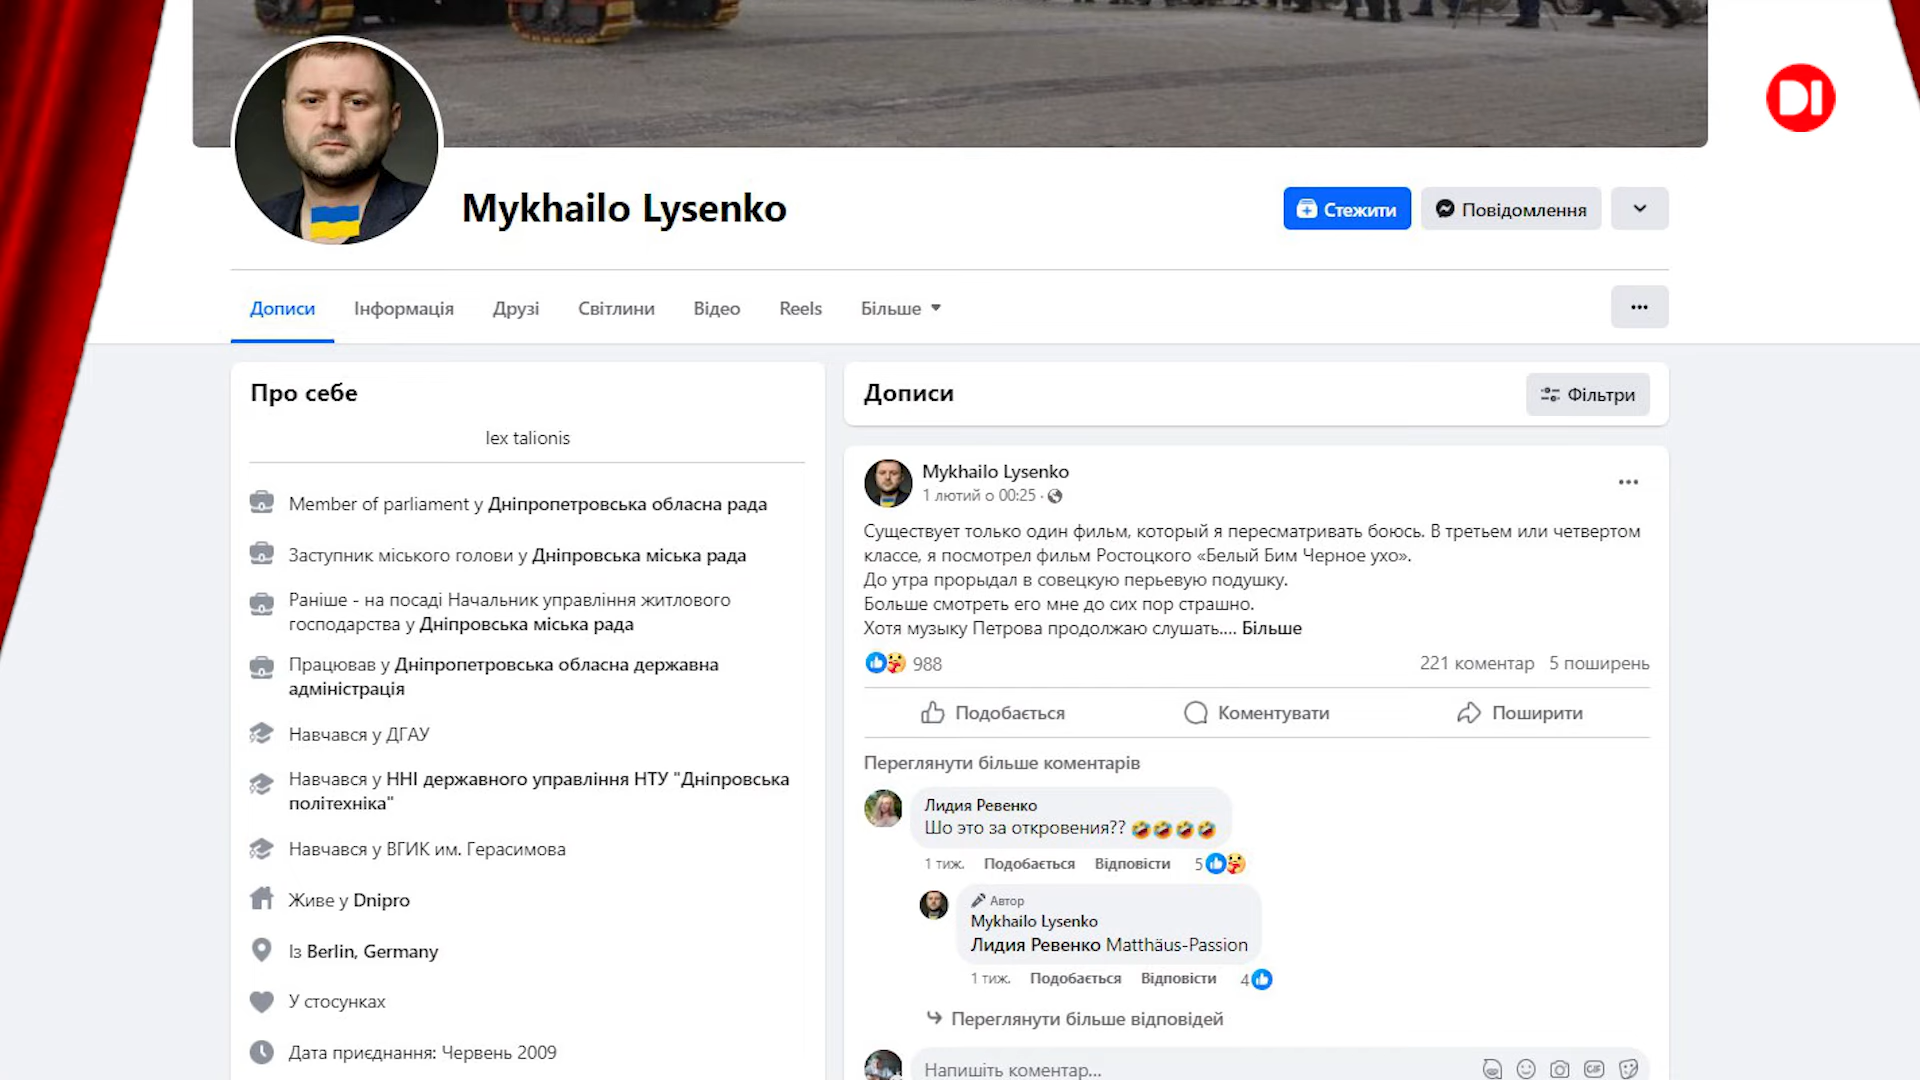 DI
Mykhailo Lysenko
Стежити
Повідомлення
Дописи
Інформація
Друзі
Світлини
Відео
Reels
Більше
Про себе
lex talionis
Member of parliament у Дніпропетровська обласна рада
Заступник міського голови у Дніпровська міська рада
Раніше - на посаді Начальник управління житлового
господарства у Дніпровська міська рада
Працював у Дніпропетровська обласна державна
адміністрація
Навчався у ДГАУ
Навчався у ННІ державного управління НТУ "Дніпровська
політехніка"
Навчався у ВГИК им. Герасимова
Живе у Dnipro
Із Berlin, Germany
У стосунках
Дата приєднання: Червень 2009
Дописи
Фільтри
Mykhailo Lysenko
1 лютий о 00:25 ·
Существует только один фильм, который я пересматривать боюсь. В третьем или четвертом
классе, я посмотрел фильм Ростоцкого «Белый Бим Черное ухо».
До утра прорыдал в совецкую перьевую подушку.
Больше смотреть его мне до сих пор страшно.
Хотя музыку Петрова продолжаю слушать.... Більше
988
221 коментар 5 поширень
Подобається
Коментувати
Поширити
Переглянути більше коментарів
Лидия Ревенко
Шо это за откровения??
1 тиж. Подобається Відповісти 5
Автор
Mykhailo Lysenko
Лидия Ревенко Matthäus-Passion
1 тиж. Подобається Відповісти 4
Переглянути більше відповідей
Напишіть коментар...
GIF